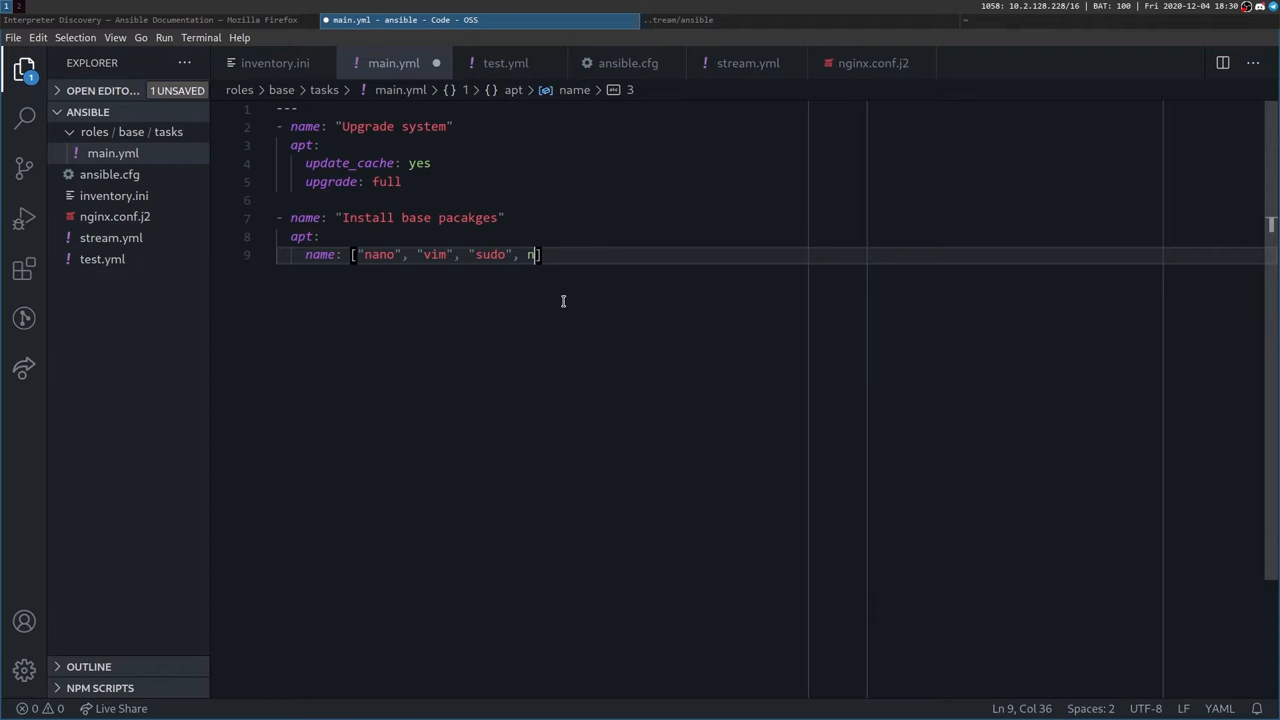 1 2 1058: 10.2.128.228/16 | BAT: 100 | Fri 2020-12-04 18:30
Interpreter Discovery — Ansible Documentation — Mozilla Firefox main.yml - ansible - Code - OSS ..tream/ansible ~
File Edit Selection View Go Run Terminal Help
EXPLORER ... inventory.ini main.yml test.yml ansible.cfg stream.yml nginx.conf.j2
OPEN EDITO... 1 UNSAVED roles > base > tasks > ! main.yml > {} 1 > {} apt > name > 3
ANSIBLE
roles / base / tasks
! main.yml
ansible.cfg
inventory.ini
nginx.conf.j2
! stream.yml
! test.yml
1 ---
2 - name: "Upgrade system"
3 apt:
4 update_cache: yes
5 upgrade: full
6
7 - name: "Install base pacakges"
8 apt:
9 name: ["nano", "vim", "sudo", n]
1
OUTLINE
NPM SCRIPTS
0 0 Live Share Ln 9, Col 36 Spaces: 2 UTF-8 LF YAML